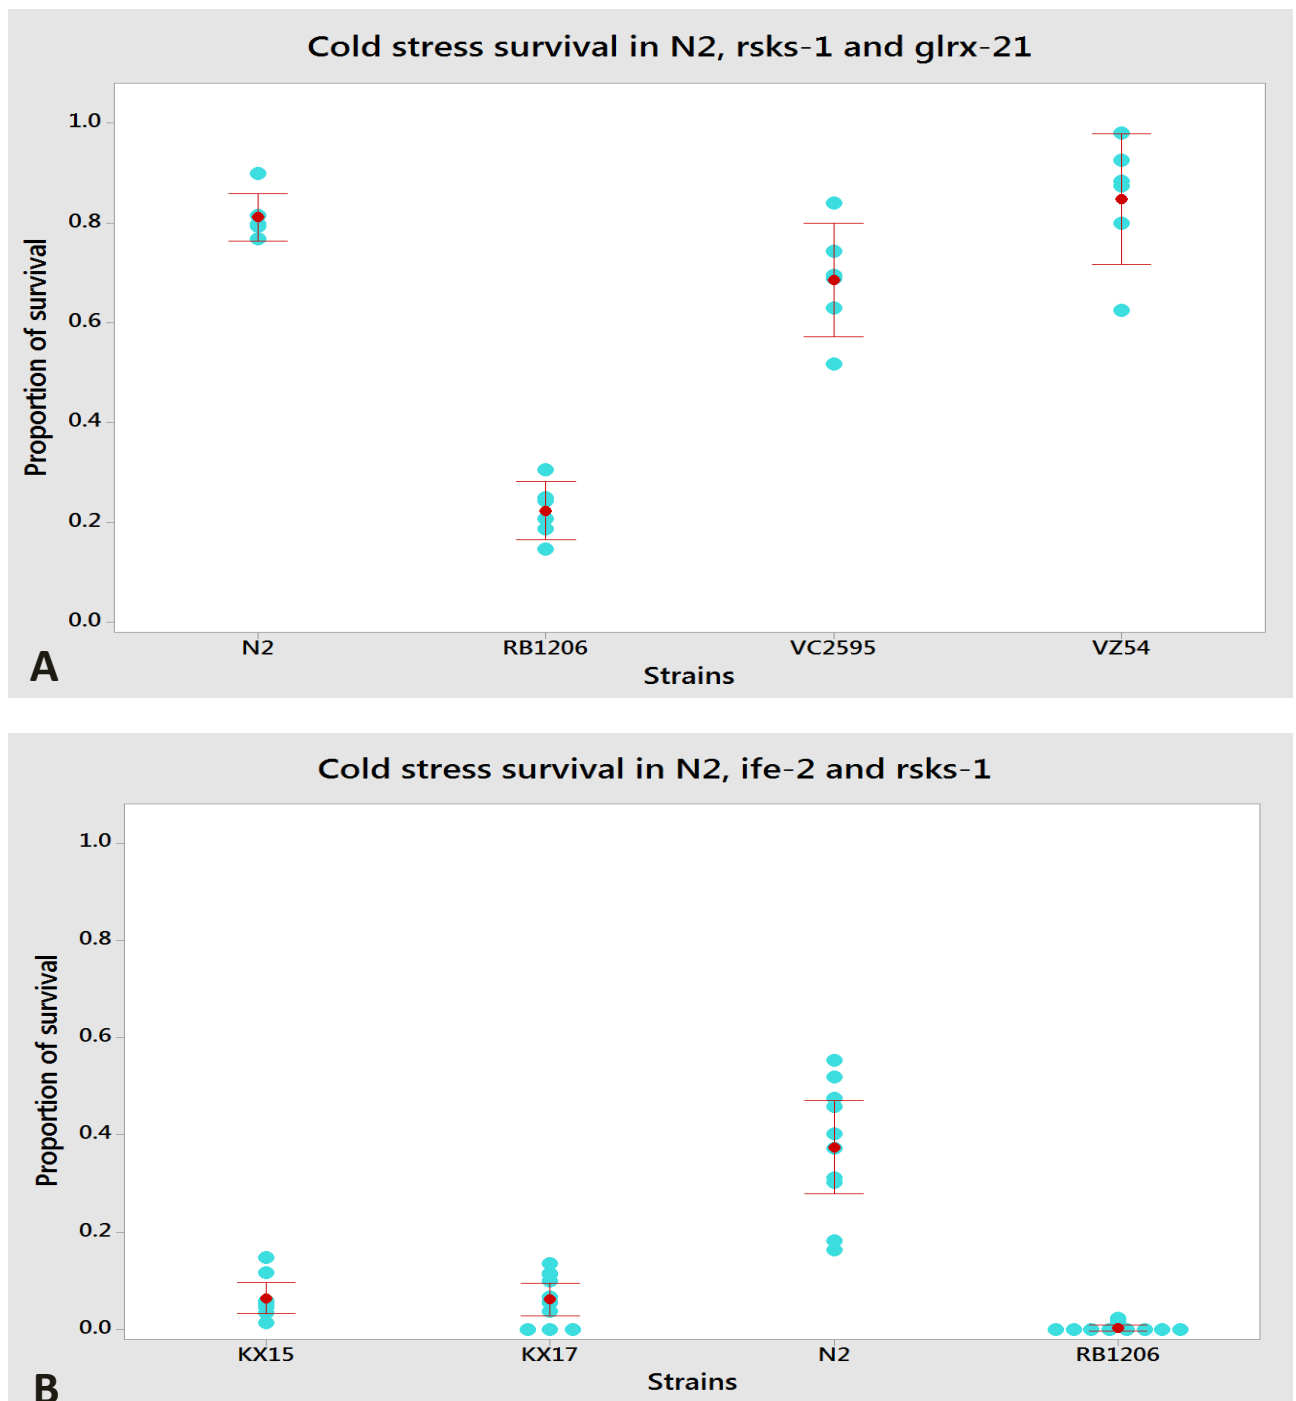 Cold stress survival in N2, rsks-1 and glrx-21
Proportion of survival
1.0
0.8
0.6
0.4
0.2
0.0
N2 RB1206 VC2595 VZ54
Strains
A
Cold stress survival in N2, ife-2 and rsks-1
Proportion of survival
1.0
0.8
0.6
0.4
0.2
0.0
KX15 KX17 N2 RB1206
Strains
B